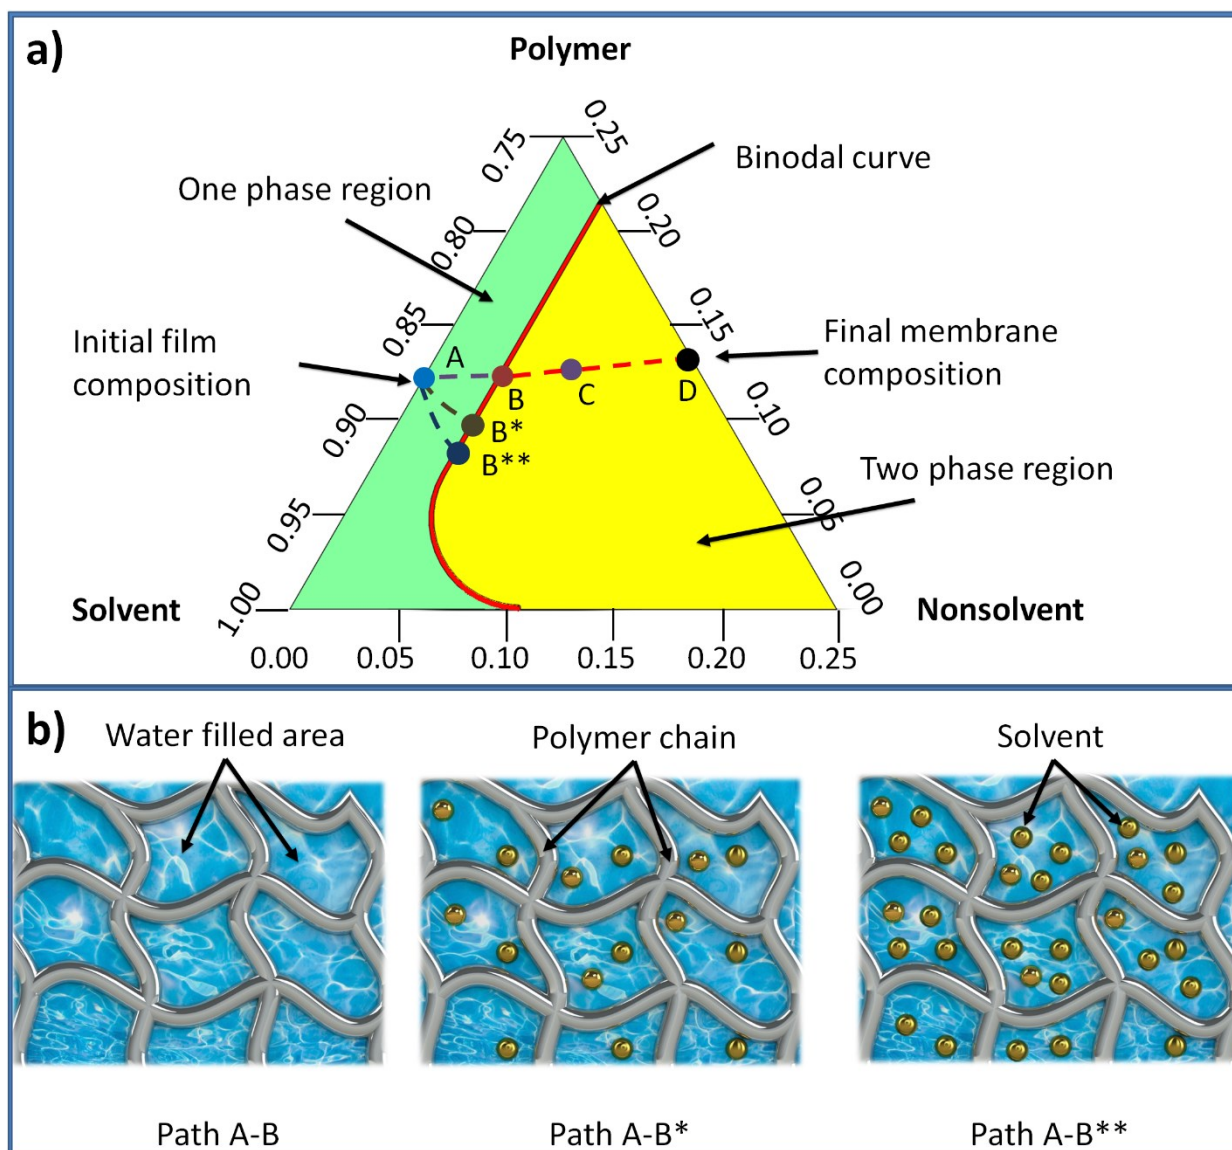 a)
Polymer
0.75
0.25
Binodal curve
One phase region
0.80
0.20
0.85
0.15
Initial film
composition
A
B
C
D
Final membrane
composition
0.90
0.10
B*
B**
Two phase region
0.95
0.05
Solvent
1.00
0.00
Nonsolvent
0.00
0.05
0.10
0.15
0.20
0.25
b)
Water filled area
Polymer chain
Solvent
Path A-B
Path A-B*
Path A-B**